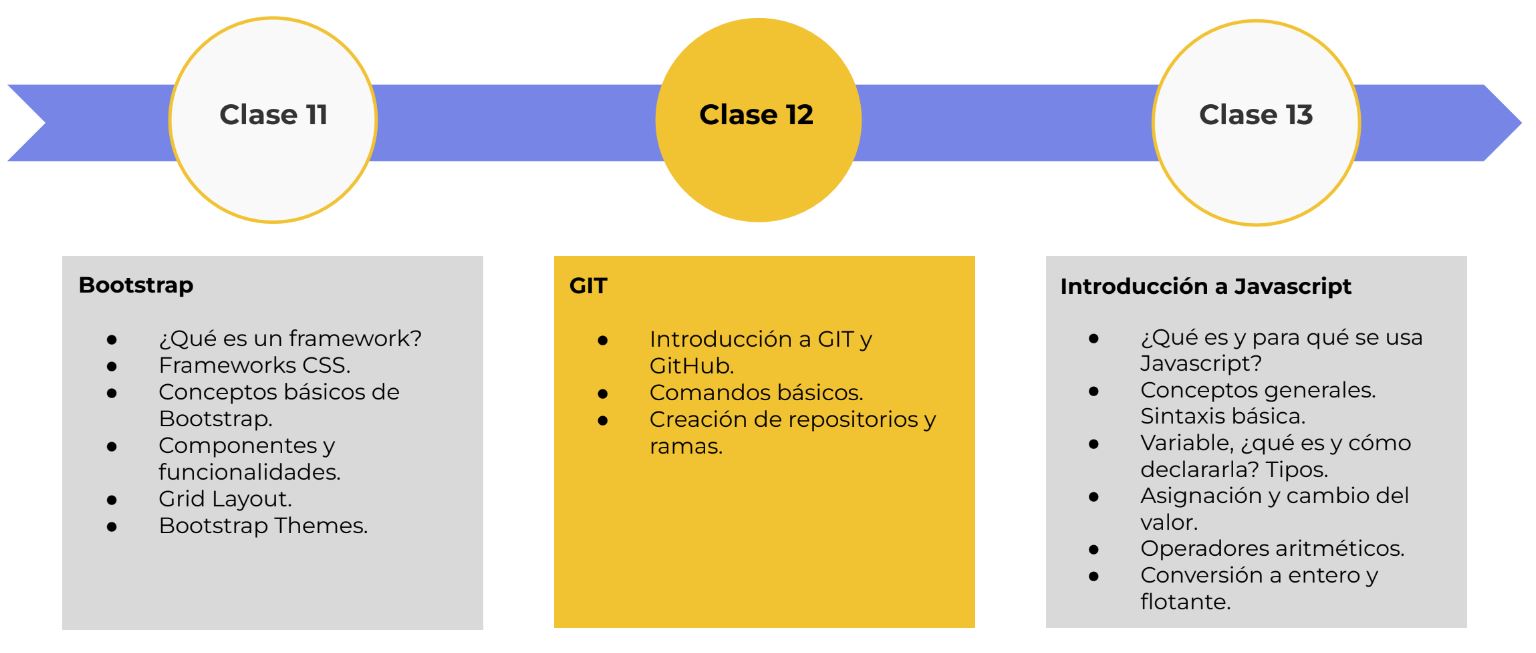 Clase 11
Clase 12
Clase 13
Bootstrap
● ¿Qué es un framework?
● Frameworks CSS.
● Conceptos básicos de
Bootstrap.
● Componentes y
funcionalidades.
● Grid Layout.
● Bootstrap Themes.
GIT
● Introducción a GIT y
GitHub.
● Comandos básicos.
● Creación de repositorios y
ramas.
Introducción a Javascript
● ¿Qué es y para qué se usa
Javascript?
● Conceptos generales.
Sintaxis básica.
● Variable, ¿qué es y cómo
declararla? Tipos.
● Asignación y cambio del
valor.
● Operadores aritméticos.
● Conversión a entero y
flotante.